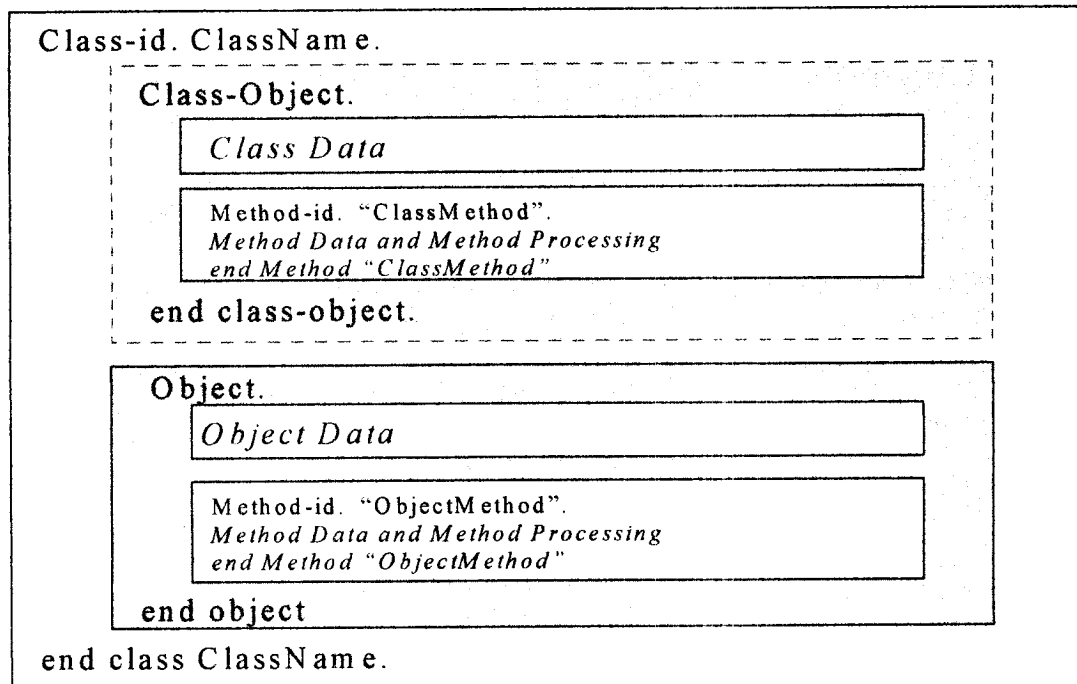 Class-id. ClassName.
Class-Object.
Class Data
Method-id. “ClassMethod”.
Method Data and Method Processing
end Method “ClassMethod”
end class-object.
Object.
Object Data
Method-id. “ObjectMethod”.
Method Data and Method Processing
end Method “ObjectMethod”
end object
end class ClassName.